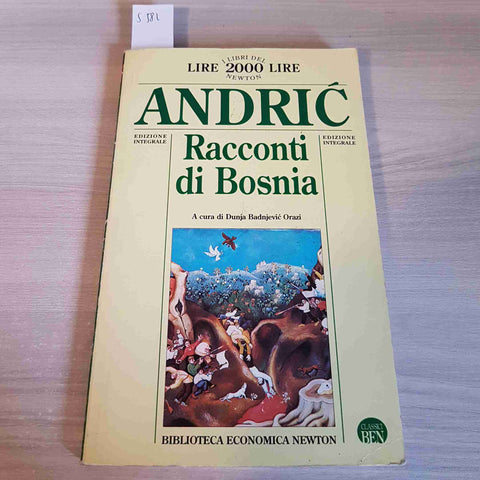 S 582
I LIBRI DEL
LIRE 2000 LIRE
NEWTON
ANDRIĆ
EDIZIONE
INTEGRALE
EDIZIONE
INTEGRALE
Racconti
di Bosnia
A cura di Dunja Badnjević Orazi
CLASSICI
BEN
BIBLIOTECA ECONOMICA NEWTON